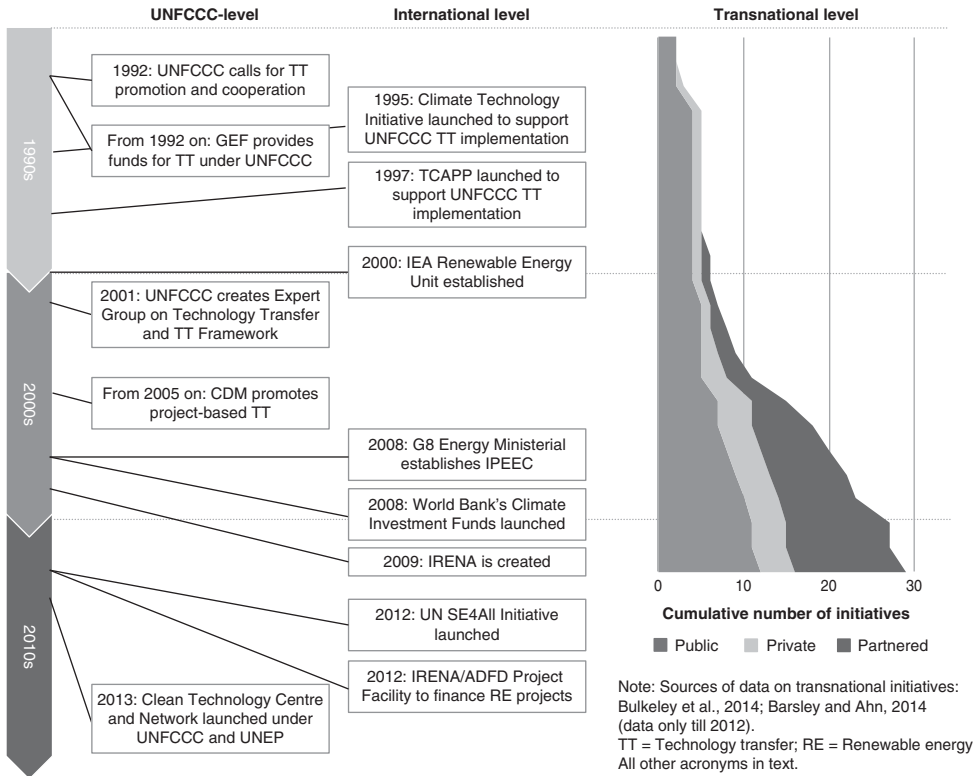 UNFCCC-level
International level
Transnational level
1990s
2000s
2010s
1992: UNFCCC calls for TT
promotion and cooperation
From 1992 on: GEF provides
funds for TT under UNFCCC
2001: UNFCCC creates Expert
Group on Technology Transfer
and TT Framework
From 2005 on: CDM promotes
project-based TT
2013: Clean Technology Centre
and Network launched under
UNFCCC and UNEP
1995: Climate Technology
Initiative launched to support
UNFCCC TT implementation
1997: TCAPP launched to
support UNFCCC TT
implementation
2000: IEA Renewable Energy
Unit established
2008: G8 Energy Ministerial
establishes IPEEC
2008: World Bank’s Climate
Investment Funds launched
2009: IRENA is created
2012: UN SE4All Initiative
launched
2012: IRENA/ADFD Project
Facility to finance RE projects
0 10 20 30
Cumulative number of initiatives
Public Private Partnered
Note: Sources of data on transnational initiatives:
Bulkeley et al., 2014; Barsley and Ahn, 2014
(data only till 2012).
TT = Technology transfer; RE = Renewable energy
All other acronyms in text.